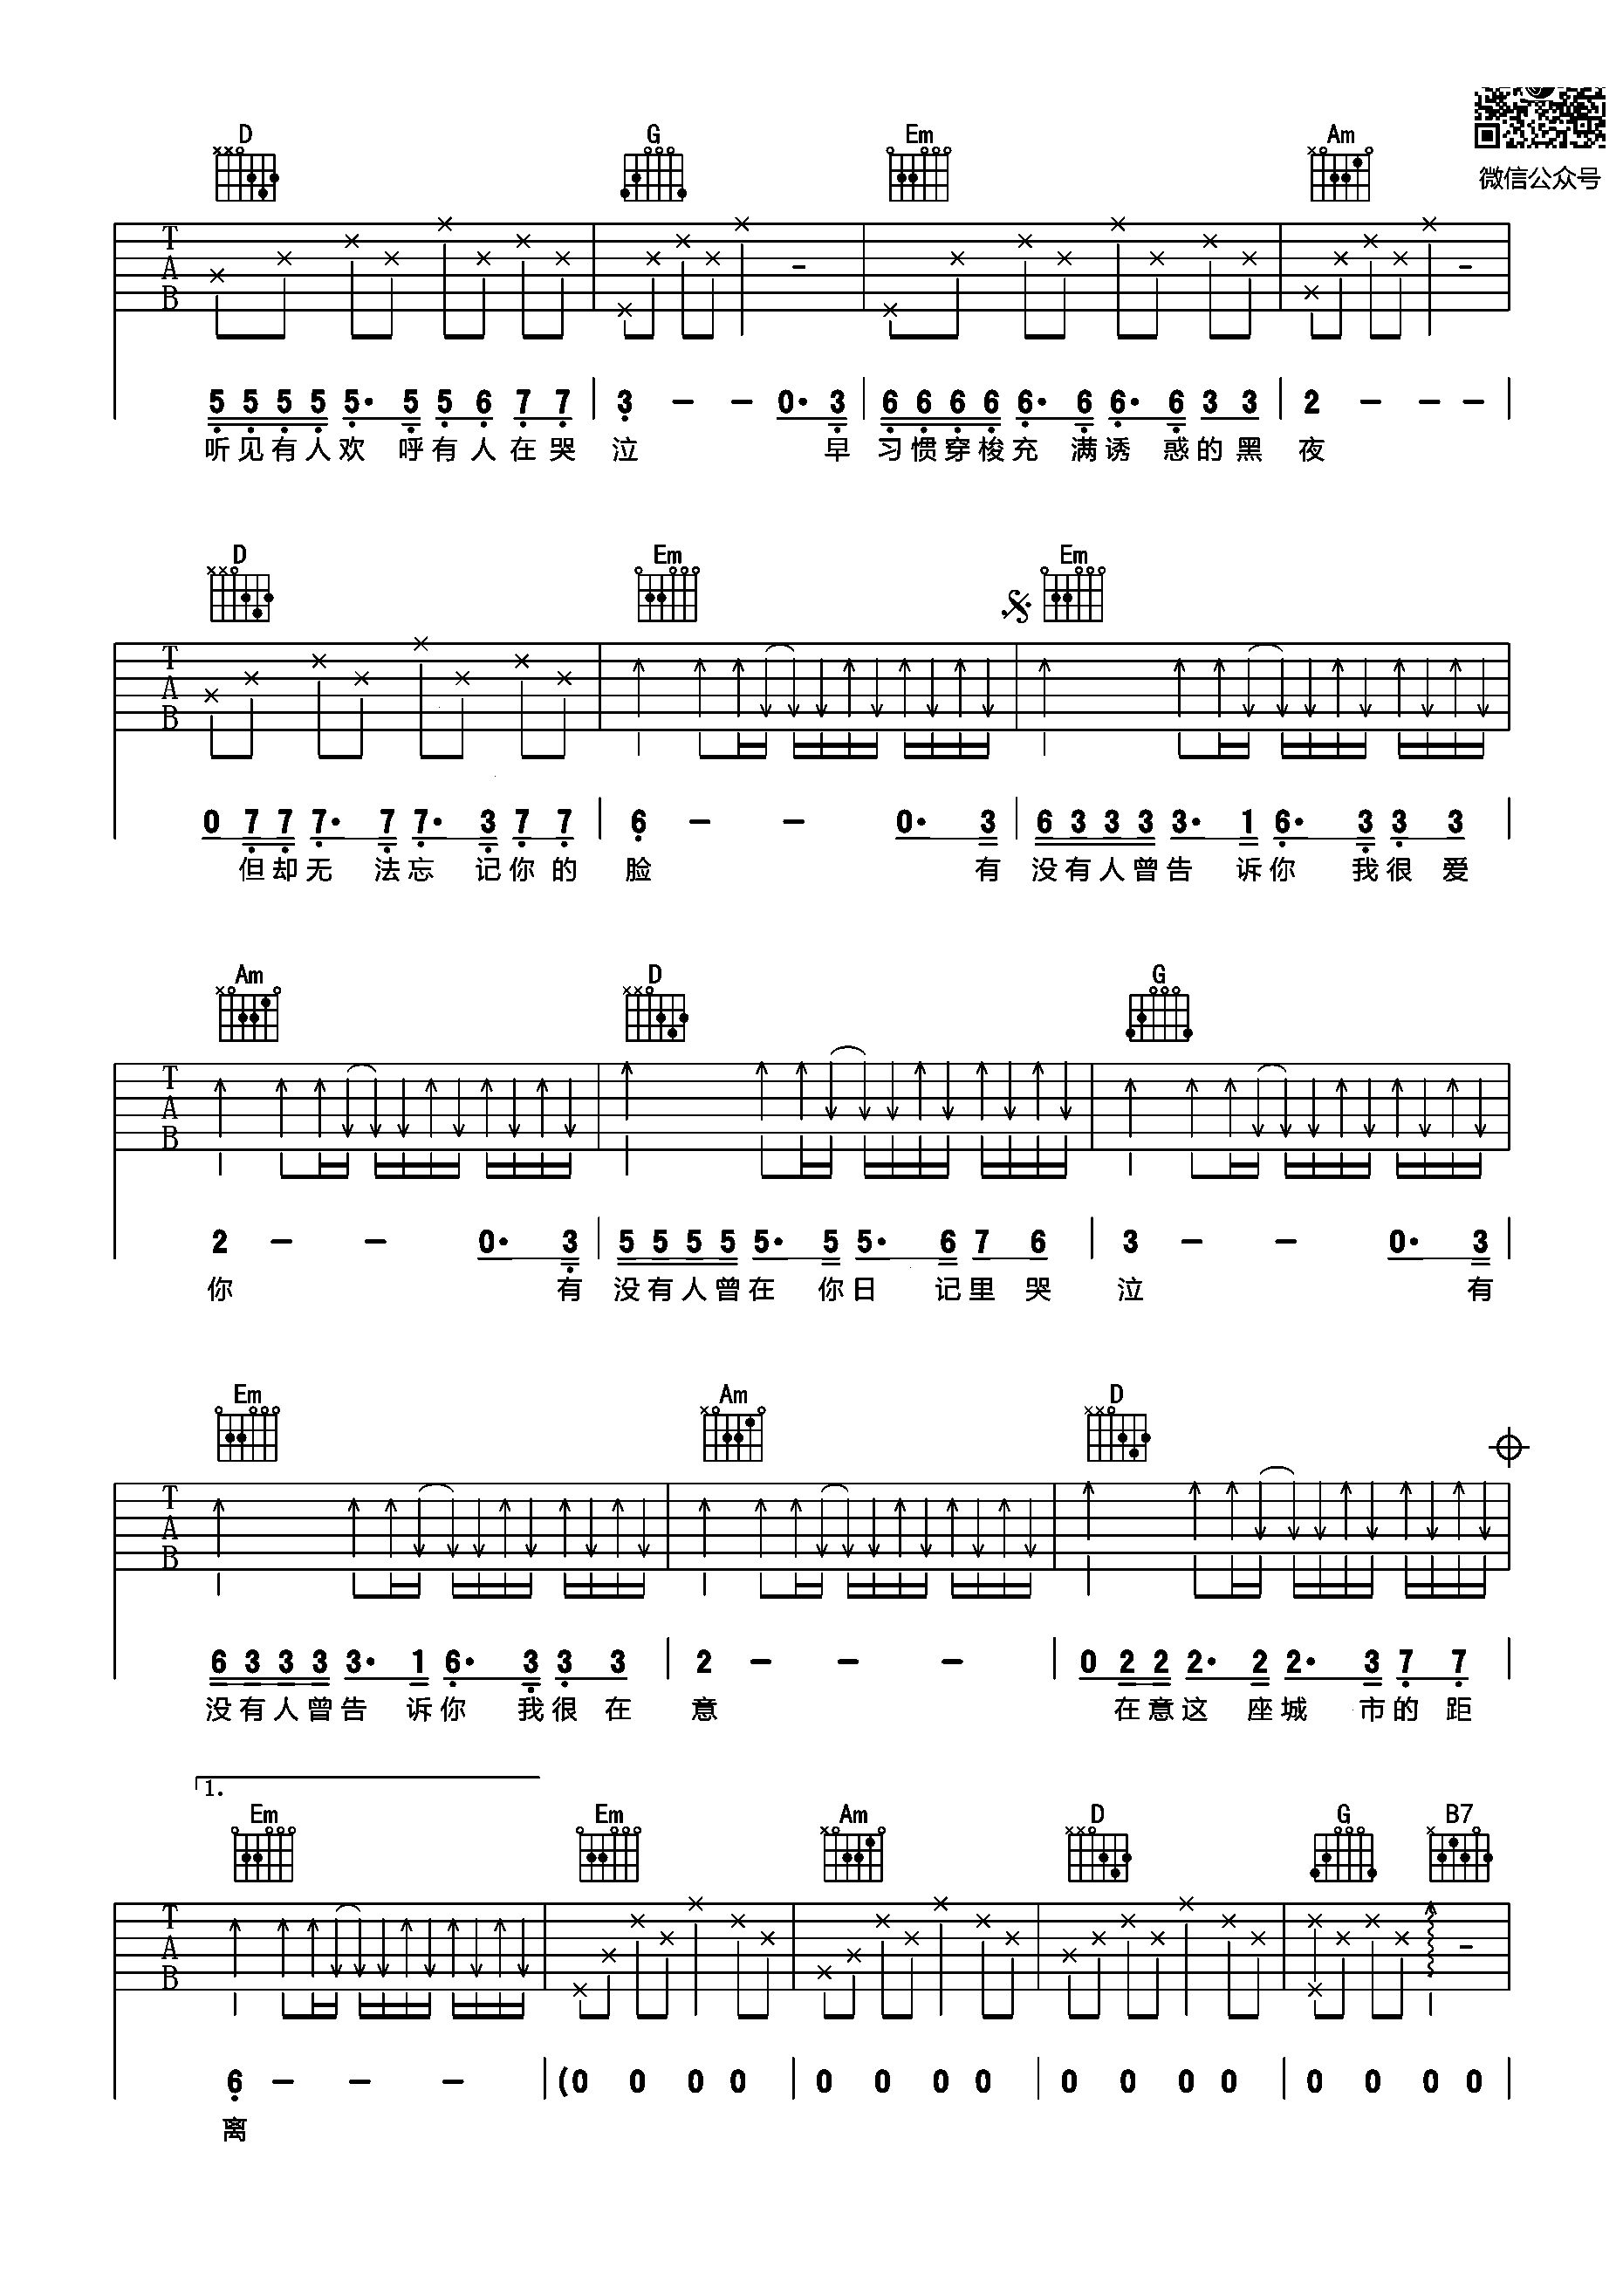 微信公众号
D G Em Am
T
A
B
5 5 5 5 5· 5 5 6 7 7 | 3 - - 0· 3 | 6 6 6 6 6· 6 6· 6 3 3 | 2 - - - |
听见有人欢 呼有人在哭 泣 早 习惯穿梭充 满诱 惑的黑 夜
D Em Em
T
A
B
0 7 7 7· 7 7· 3 7 7 | 6 - - 0· 3 | 6 3 3 3 3· 1 6· 3 3 3 |
但却无 法忘 记你的 脸 有 没有人曾告 诉你 我很 爱
Am D G
T
A
B
2 - - 0· 3 | 5 5 5 5 5· 5 5· 6 7 6 | 3 - - 0· 3 |
你 有 没有人曾在 你日 记里 哭 泣 有
Em Am D
T
A
B
6 3 3 3 3· 1 6· 3 3 3 | 2 - - - | 0 2 2 2· 2 2· 3 7 7 |
没有人曾告 诉你 我很 在 意 在意这 座城 市的 距
1.
Em Em Am D G B7
T
A
B
6 - - - | (0 0 0 0 | 0 0 0 0 | 0 0 0 0 | 0 0 0 0 |
离